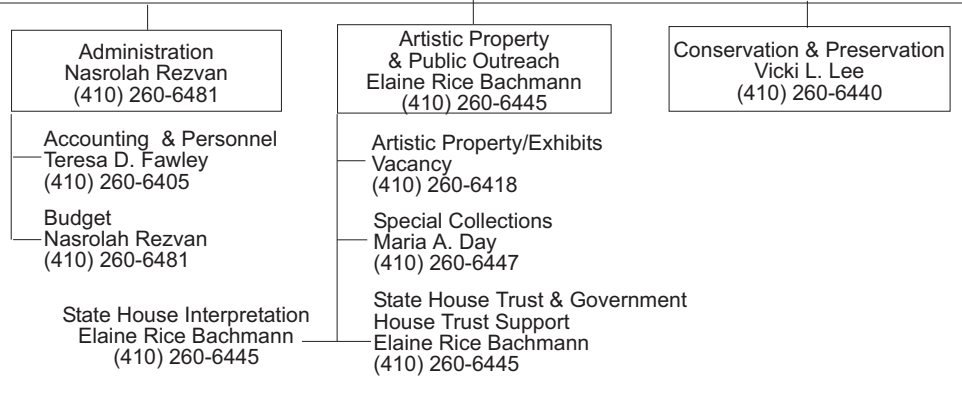 Administration
Nasrolah Rezvan
(410) 260-6481
Accounting & Personnel
Teresa D. Fawley
(410) 260-6405
Budget
Nasrolah Rezvan
(410) 260-6481
Artistic Property
& Public Outreach
Elaine Rice Bachmann
(410) 260-6445
Artistic Property/Exhibits
Vacancy
(410) 260-6418
Special Collections
Maria A. Day
(410) 260-6447
State House Interpretation
Elaine Rice Bachmann
(410) 260-6445
State House Trust & Government
House Trust Support
Elaine Rice Bachmann
(410) 260-6445
Conservation & Preservation
Vicki L. Lee
(410) 260-6440